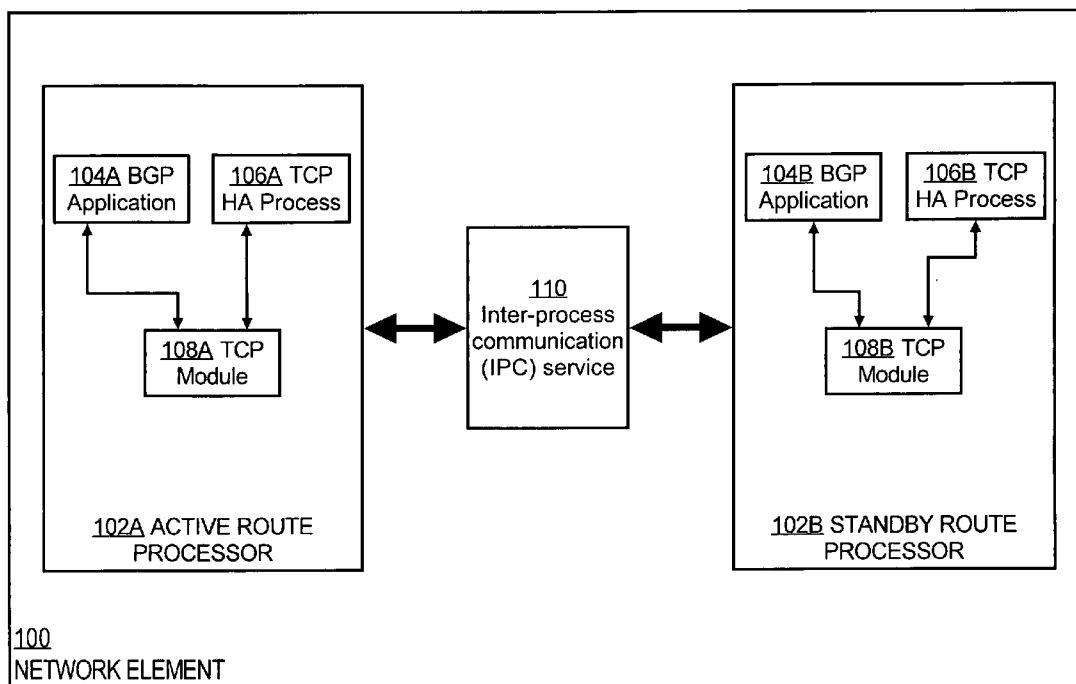 104A BGP
Application
106A TCP
HA Process
108A TCP
Module
102A ACTIVE ROUTE
PROCESSOR
110
Inter-process
communication
(IPC) service
104B BGP
Application
106B TCP
HA Process
108B TCP
Module
102B STANDBY ROUTE
PROCESSOR
100
NETWORK ELEMENT